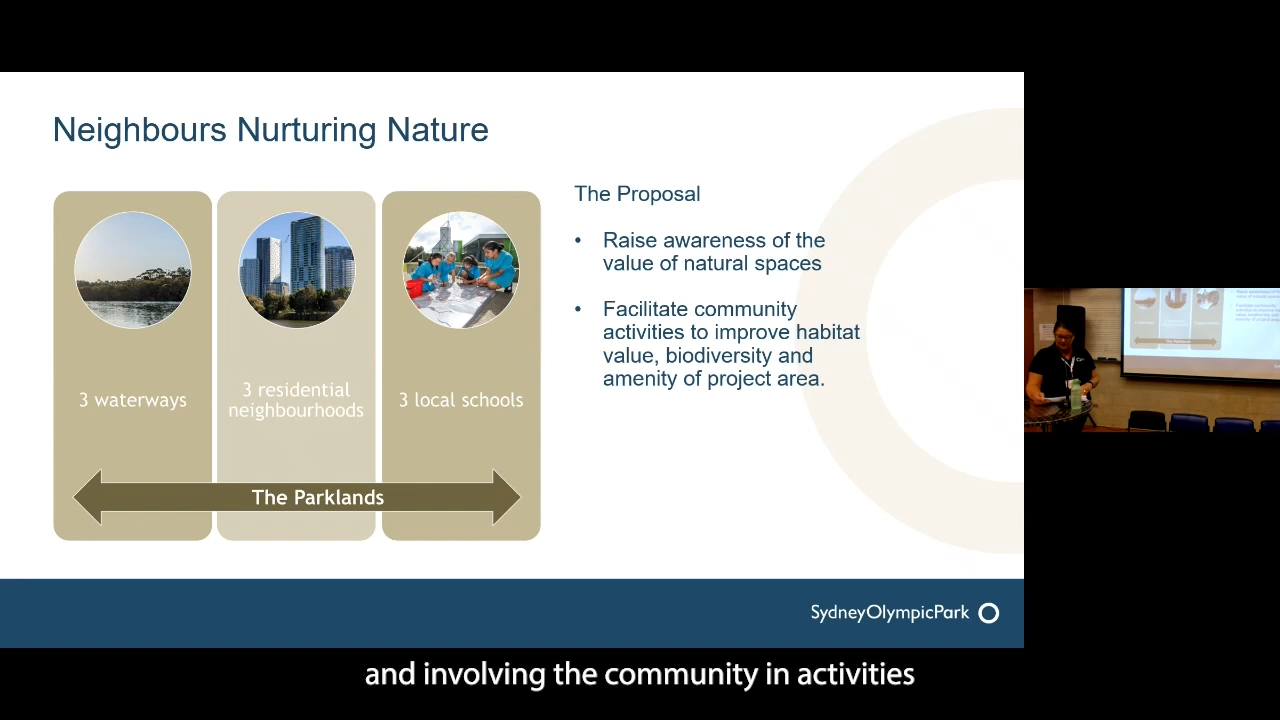 Neighbours Nurturing Nature
3 waterways
3 residential
neighbourhoods
3 local schools
The Parklands
The Proposal
• Raise awareness of the
value of natural spaces
• Facilitate community
activities to improve habitat
value, biodiversity and
amenity of project area.
SydneyOlympicPark
and involving the community in activities